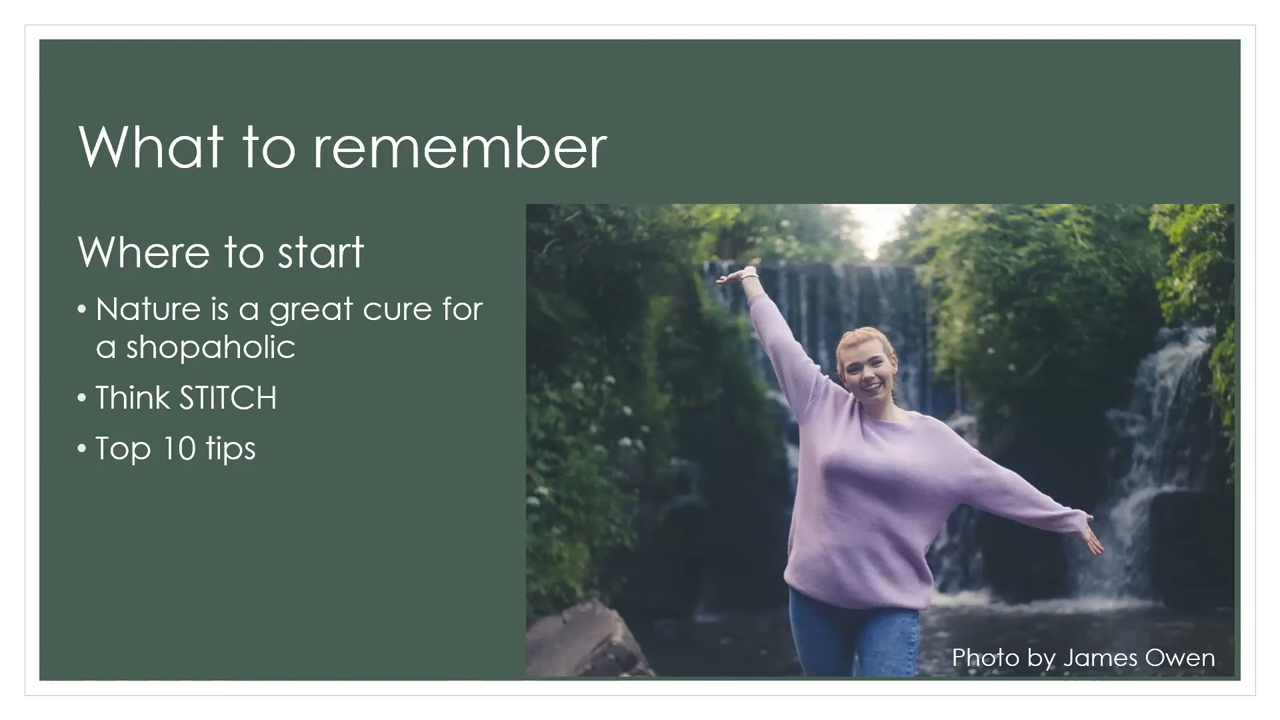 What to remember
Where to start
• Nature is a great cure for
a shopaholic
• Think STITCH
• Top 10 tips
Photo by James Owen